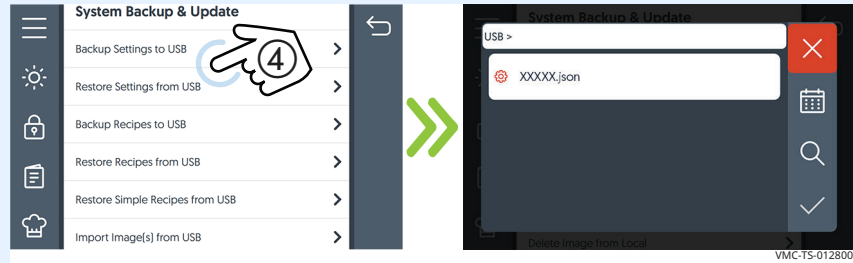 System Backup & Update
Backup Settings to USB
4
Restore Settings from USB
Backup Recipes to USB
Restore Recipes from USB
Restore Simple Recipes from USB
Import Image(s) from USB
System Backup & Update
USB >
XXXXX.json
Delete Image from Local
VMC-TS-012800